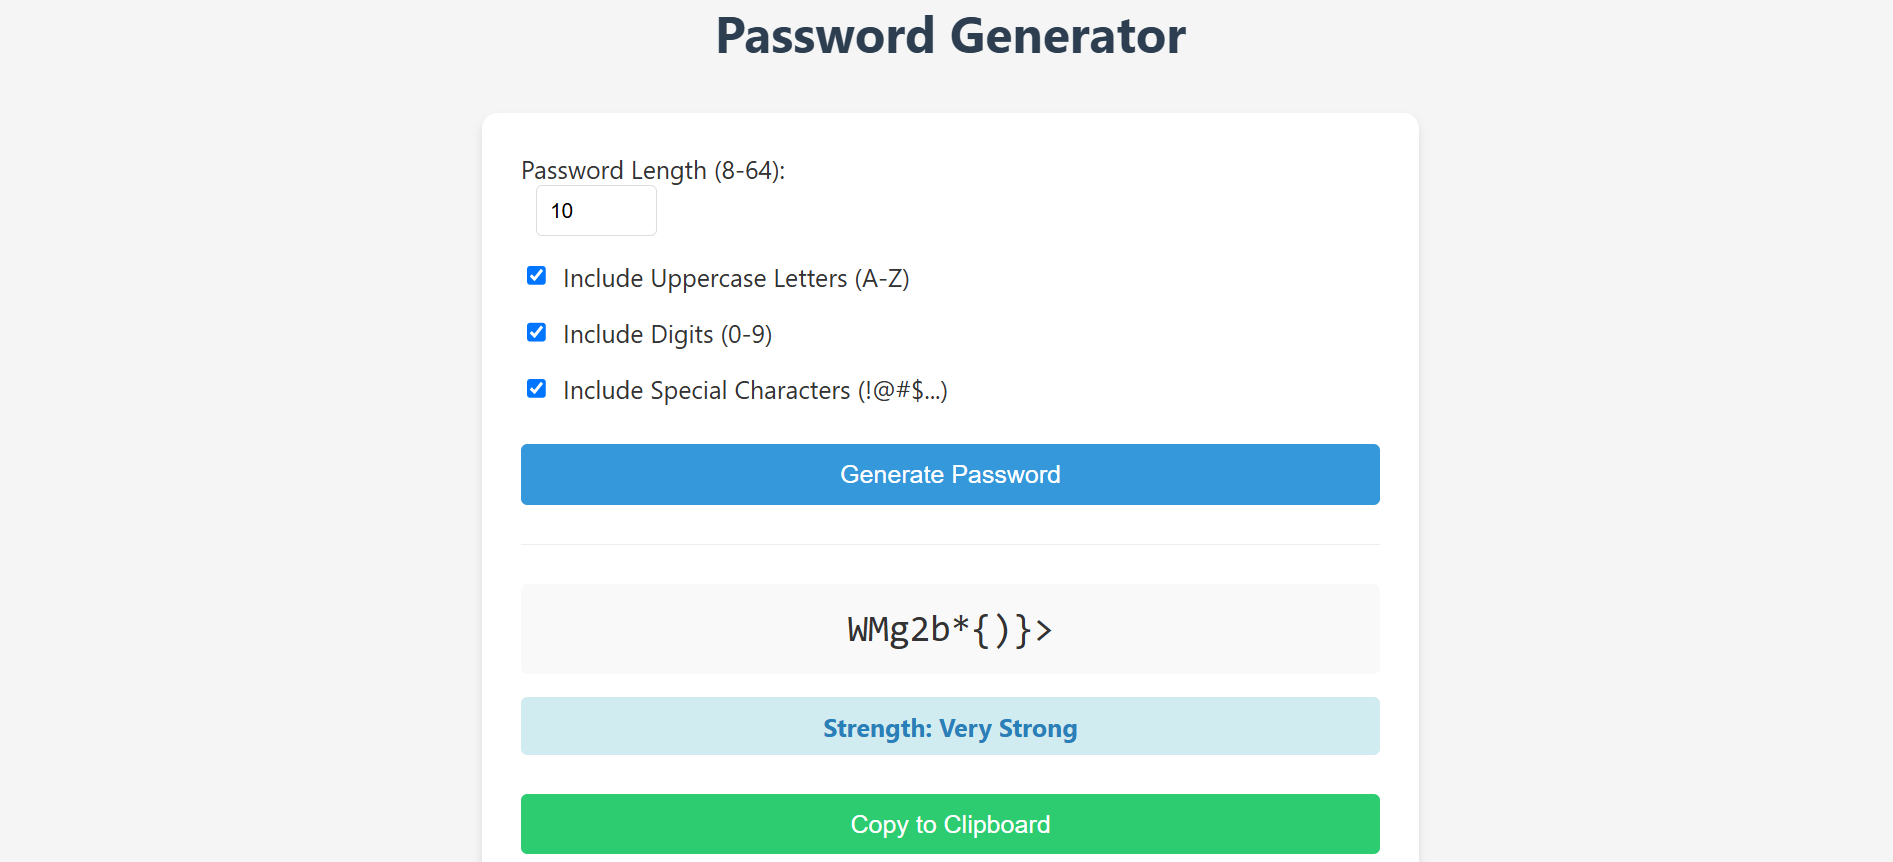 Password Generator
Password Length (8-64):
10
Include Uppercase Letters (A-Z)
Include Digits (0-9)
Include Special Characters (!@#$...)
Generate Password
WMg2b*{)}>
Strength: Very Strong
Copy to Clipboard